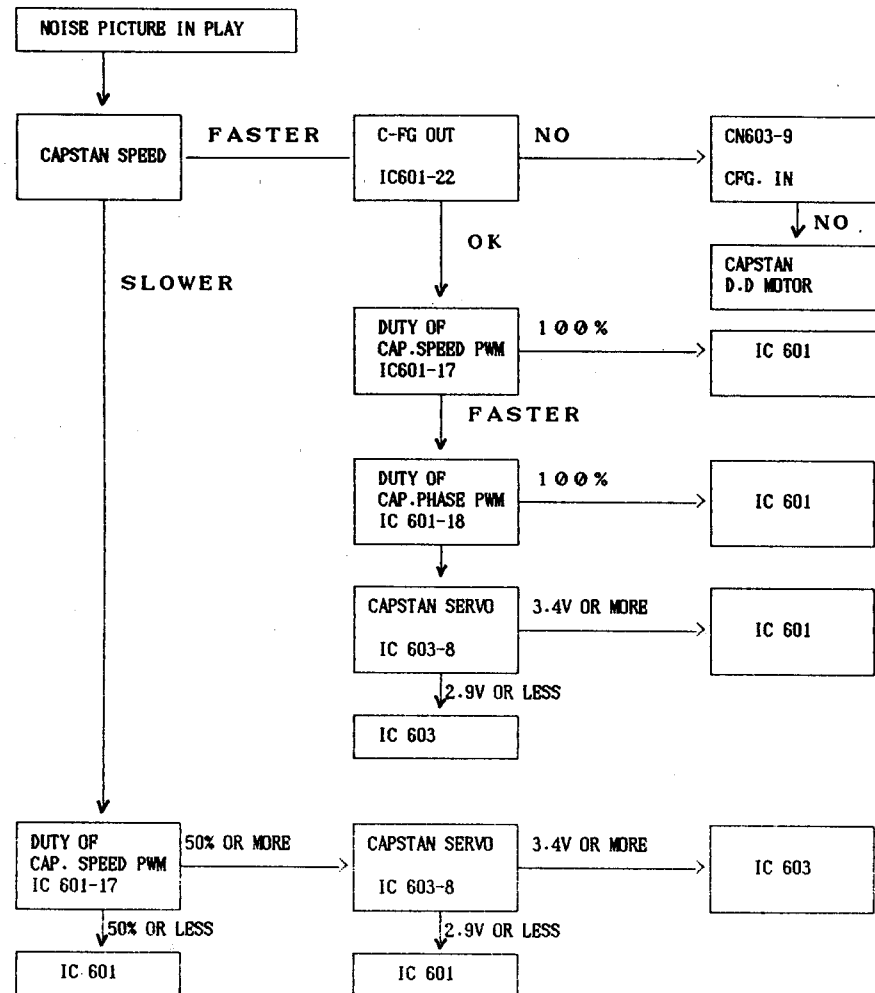 NOISE PICTURE IN PLAY
CAPSTAN SPEED
FASTER
C-FG OUT
IC601-22
NO
CN603-9
CFG. IN
NO
OK
CAPSTAN
D.D MOTOR
SLOWER
DUTY OF
CAP.SPEED PWM
IC601-17
100%
IC 601
FASTER
DUTY OF
CAP.PHASE PWM
IC 601-18
100%
IC 601
CAPSTAN SERVO
IC 603-8
3.4V OR MORE
IC 601
2.9V OR LESS
IC 603
DUTY OF
CAP. SPEED PWM
IC 601-17
50% OR MORE
CAPSTAN SERVO
IC 603-8
3.4V OR MORE
IC 603
50% OR LESS
2.9V OR LESS
IC 601
IC 601